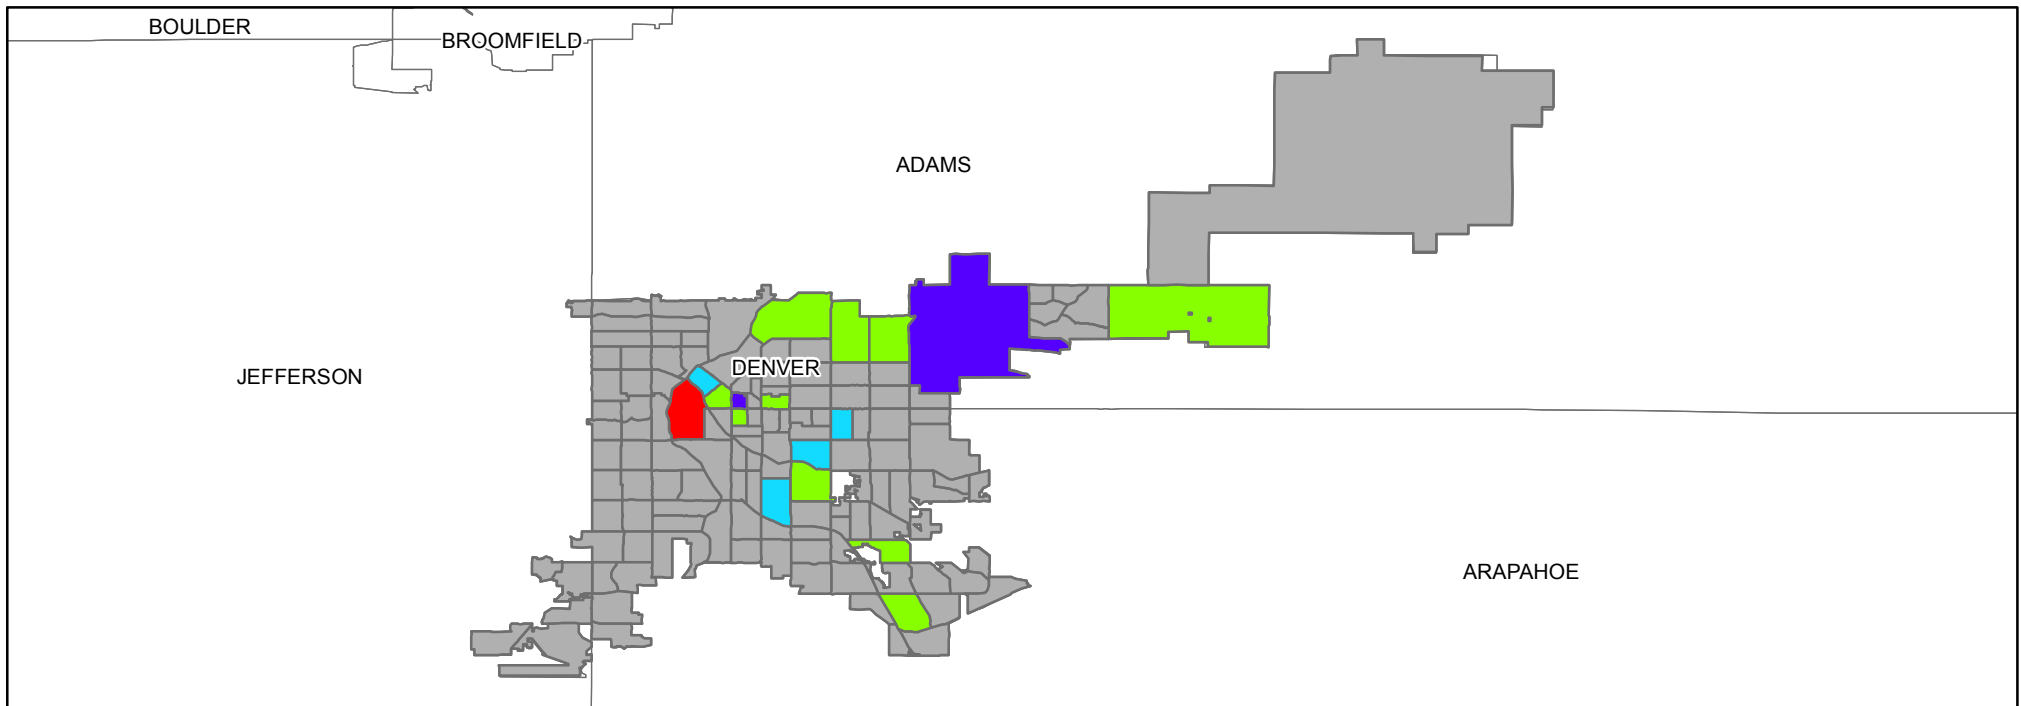 BOULDER
BROOMFIELD
ADAMS
DENVER
JEFFERSON
ARAPAHOE